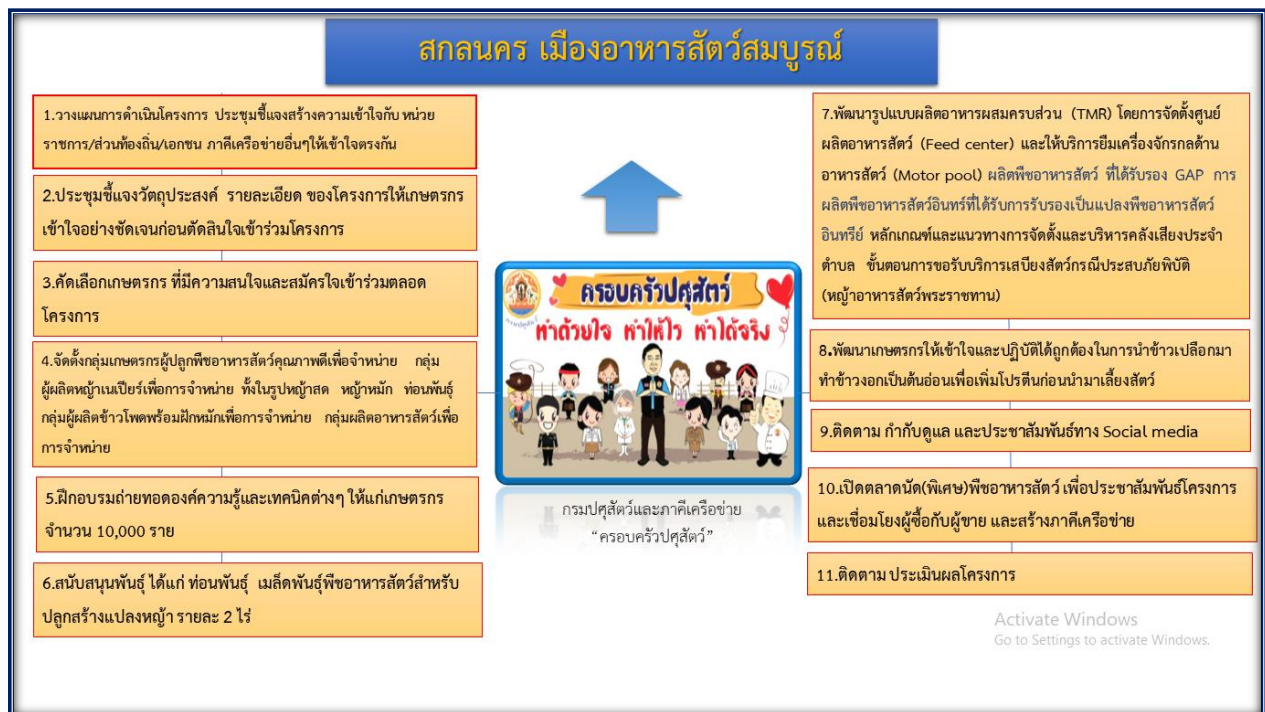 สกลนคร เมืองอาหารสัตว์สมบูรณ์
1.วางแผนการดำเนินโครงการ ประชุมชี้แจงสร้างความเข้าใจกับ หน่วย
ราชการ/ส่วนท้องถิ่น/เอกชน ภาคีเครือข่ายอื่นๆให้เข้าใจตรงกัน
2.ประชุมชี้แจงวัตถุประสงค์ รายละเอียด ของโครงการให้เกษตรกร
เข้าใจอย่างชัดเจนก่อนตัดสินใจเข้าร่วมโครงการ
3.คัดเลือกเกษตรกร ที่มีความสนใจและสมัครใจเข้าร่วมตลอด
โครงการ
4.จัดตั้งกลุ่มเกษตรกรผู้ปลูกพืชอาหารสัตว์คุณภาพดีเพื่อจำหน่าย กลุ่ม
ผู้ผลิตหญ้าเนเปียร์เพื่อการจำหน่าย ทั้งในรูปหญ้าสด หญ้าหมัก ท่อนพันธุ์
กลุ่มผู้ผลิตข้าวโพดพร้อมฝักหมักเพื่อการจำหน่าย กลุ่มผลิตอาหารสัตว์เพื่อ
การจำหน่าย
5.ฝึกอบรมถ่ายทอดองค์ความรู้และเทคนิคต่างๆ ให้แก่เกษตรกร
จำนวน 10,000 ราย
6.สนับสนุนพันธุ์ ได้แก่ ท่อนพันธุ์ เมล็ดพันธุ์พืชอาหารสัตว์สำหรับ
ปลูกสร้างแปลงหญ้า รายละ 2 ไร่
ครอบครัวปศุสัตว์
ทำด้วยใจ ทำให้ไว ทำได้จริง
กรมปศุสัตว์
กรมปศุสัตว์และภาคีเครือข่าย
“ครอบครัวปศุสัตว์”
7.พัฒนารูปแบบผลิตอาหารผสมครบส่วน (TMR) โดยการจัดตั้งศูนย์
ผลิตอาหารสัตว์ (Feed center) และให้บริการยืมเครื่องจักรกลด้าน
อาหารสัตว์ (Motor pool) ผลิตพืชอาหารสัตว์ ที่ได้รับรอง GAP การ
ผลิตพืชอาหารสัตว์อินทร์ที่ได้รับการรับรองเป็นแปลงพืชอาหารสัตว์
อินทรีย์ หลักเกณฑ์และแนวทางการจัดตั้งและบริหารคลังเสียงประจำ
ตำบล ขั้นตอนการขอรับบริการเสบียงสัตว์กรณีประสบภัยพิบัติ
(หญ้าอาหารสัตว์พระราชทาน)
8.พัฒนาเกษตรกรให้เข้าใจและปฏิบัติได้ถูกต้องในการนำข้าวเปลือกมา
ทำข้าวงอกเป็นต้นอ่อนเพื่อเพิ่มโปรตีนก่อนนำมาเลี้ยงสัตว์
9.ติดตาม กำกับดูแล และประชาสัมพันธ์ทาง Social media
10.เปิดตลาดนัด(พิเศษ)พืชอาหารสัตว์ เพื่อประชาสัมพันธ์โครงการ
และเชื่อมโยงผู้ซื้อกับผู้ขาย และสร้างภาคีเครือข่าย
11.ติดตาม ประเมินผลโครงการ
Activate Windows
Go to Settings to activate Windows.